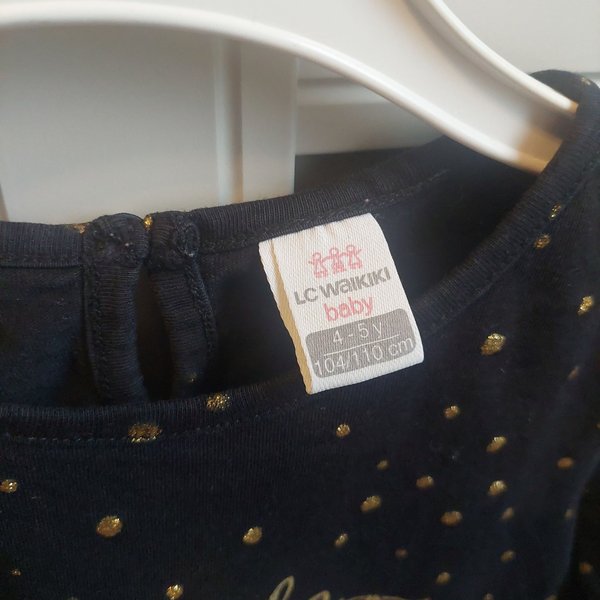 LC WAIKIKI
baby
4 - 5 Y
104/110 cm